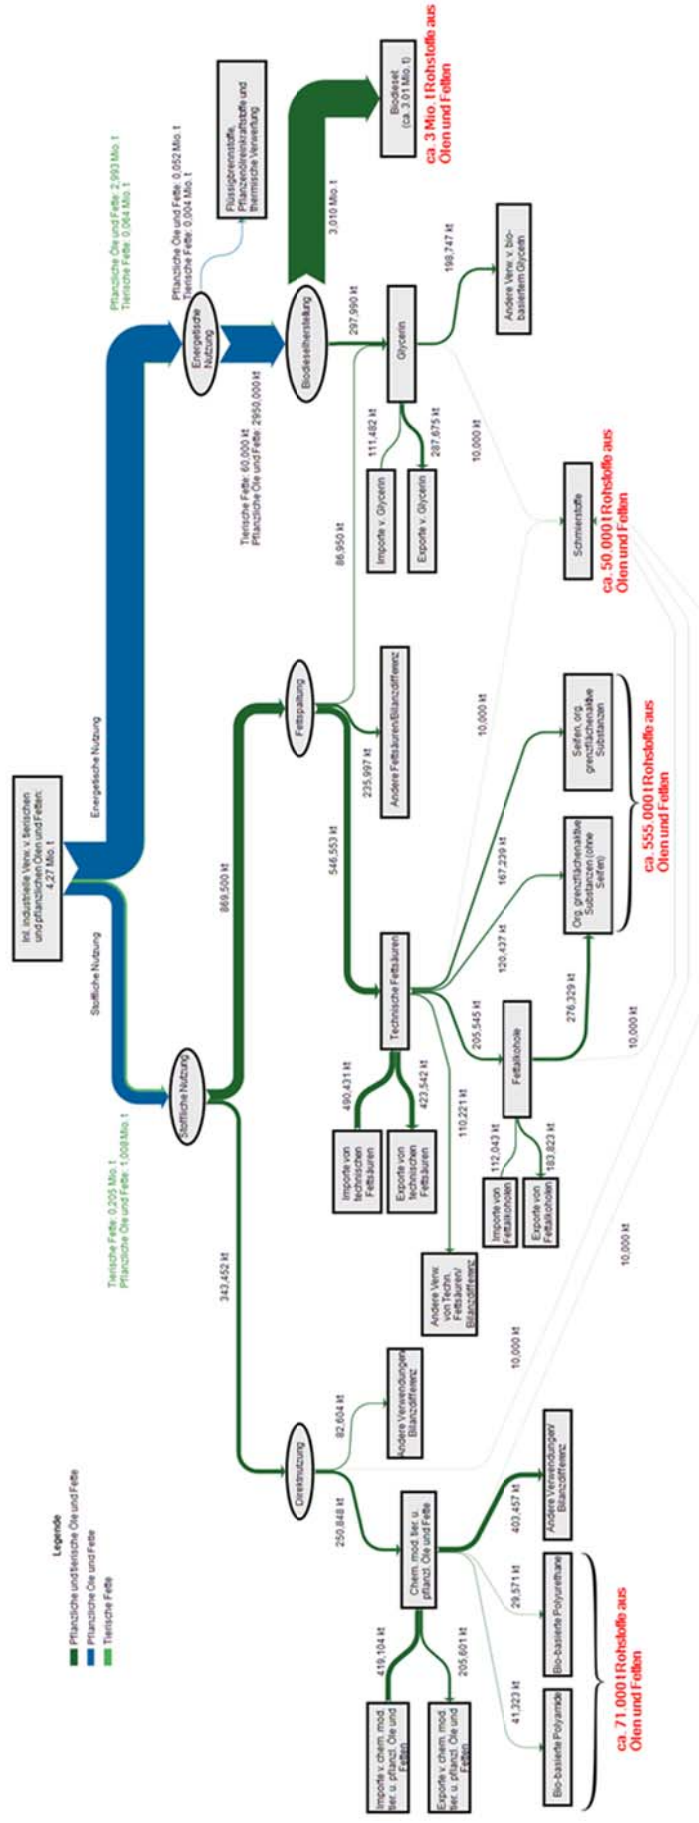 Legende
Pflanzliche und tierische Öle und Fette
Pflanzliche Öle und Fette
Tierische Fette
Inl. industrielle Verw. v. tierischen
und pflanzlichen Ölen und Fetten:
4,27 Mio. t
Stoffliche Nutzung
Energetische Nutzung
Tierische Fette: 0,205 Mio. t
Pflanzliche Öle und Fette: 1,008 Mio. t
Pflanzliche Öle und Fette: 2,993 Mio. t
Tierische Fette: 0,064 Mio. t
Stoffliche Nutzung
Energetische
Nutzung
Pflanzliche Öle und Fette: 0,052 Mio. t
Tierische Fette: 0,004 Mio. t
Flüssigbrennstoffe,
Pflanzenölreinkraftstoffe und
thermische Verwertung
343,452 kt
869,500 kt
Tierische Fette: 60,000 kt
Pflanzliche Öle und Fette: 2950,000 kt
Direktnutzung
Fettspaltung
Biodieselherstellung
3,010 Mio. t
250,848 kt
82,604 kt
546,553 kt
235,997 kt
86,950 kt
297,990 kt
Andere Verwendungen/
Bilanzdifferenz
Andere Fettsäuren/Bilanzdifferenz
Biodiesel
(ca. 3.01 Mio. t)
ca. 3 Mio. t Rohstoffe aus
Ölen und Fetten
Importe v. chem. mod.
tier. u. pflanzl. Öle und
Fetten
419,104 kt
Exporte v. chem. mod.
tier. u. pflanzl. Öle und
Fetten
205,601 kt
Chem. mod. tier. u.
pflanzl. Öle und Fette
Importe von
technischen
Fettsäuren
490,431 kt
Exporte von
technischen
Fettsäuren
423,542 kt
Technische Fettsäuren
Importe v. Glycerin
111,482 kt
Exporte v. Glycerin
287,675 kt
Glycerin
198,747 kt
Andere Verw. v. bio-
basiertem Glycerin
Andere Verw.
von Techn.
Fettsäuren/
Bilanzdifferenz
110,221 kt
205,545 kt
120,437 kt
167,239 kt
10,000 kt
10,000 kt
41,323 kt
29,571 kt
403,457 kt
10,000 kt
Importe von
Fettalkoholen
112,043 kt
Exporte von
Fettalkoholen
183,823 kt
Fettalkohole
276,329 kt
Bio-basierte Polyamide
Bio-basierte Polyurethane
Andere Verwendungen/
Bilanzdifferenz
Org. grenzflächenaktive
Substanzen (ohne
Seifen)
Seifen, org.
grenzflächenaktive
Substanzen
Schmierstoffe
10,000 kt
10,000 kt
ca. 71.000 t Rohstoffe aus
Ölen und Fetten
ca. 555.000 t Rohstoffe aus
Ölen und Fetten
ca. 50.000 t Rohstoffe aus
Ölen und Fetten